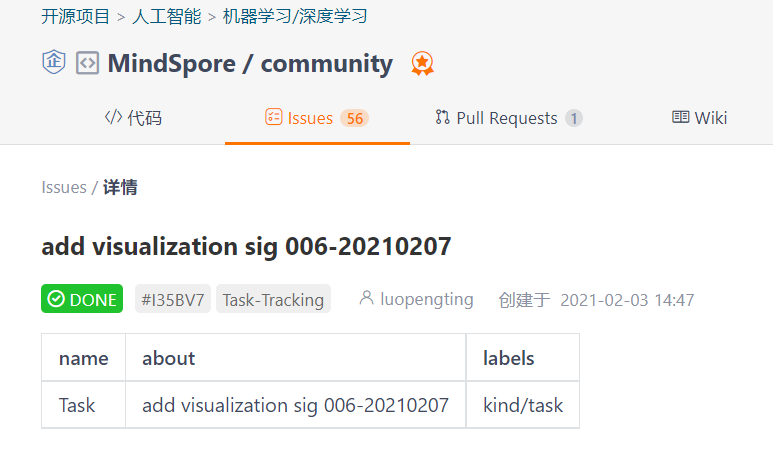 开源项目 > 人工智能 > 机器学习/深度学习
企 MindSpore / community
代码 Issues 56 Pull Requests 1 Wiki
Issues / 详情
add visualization sig 006-20210207
DONE #I35BV7 Task-Tracking luopengting 创建于 2021-02-03 14:47
name about labels
Task add visualization sig 006-20210207 kind/task